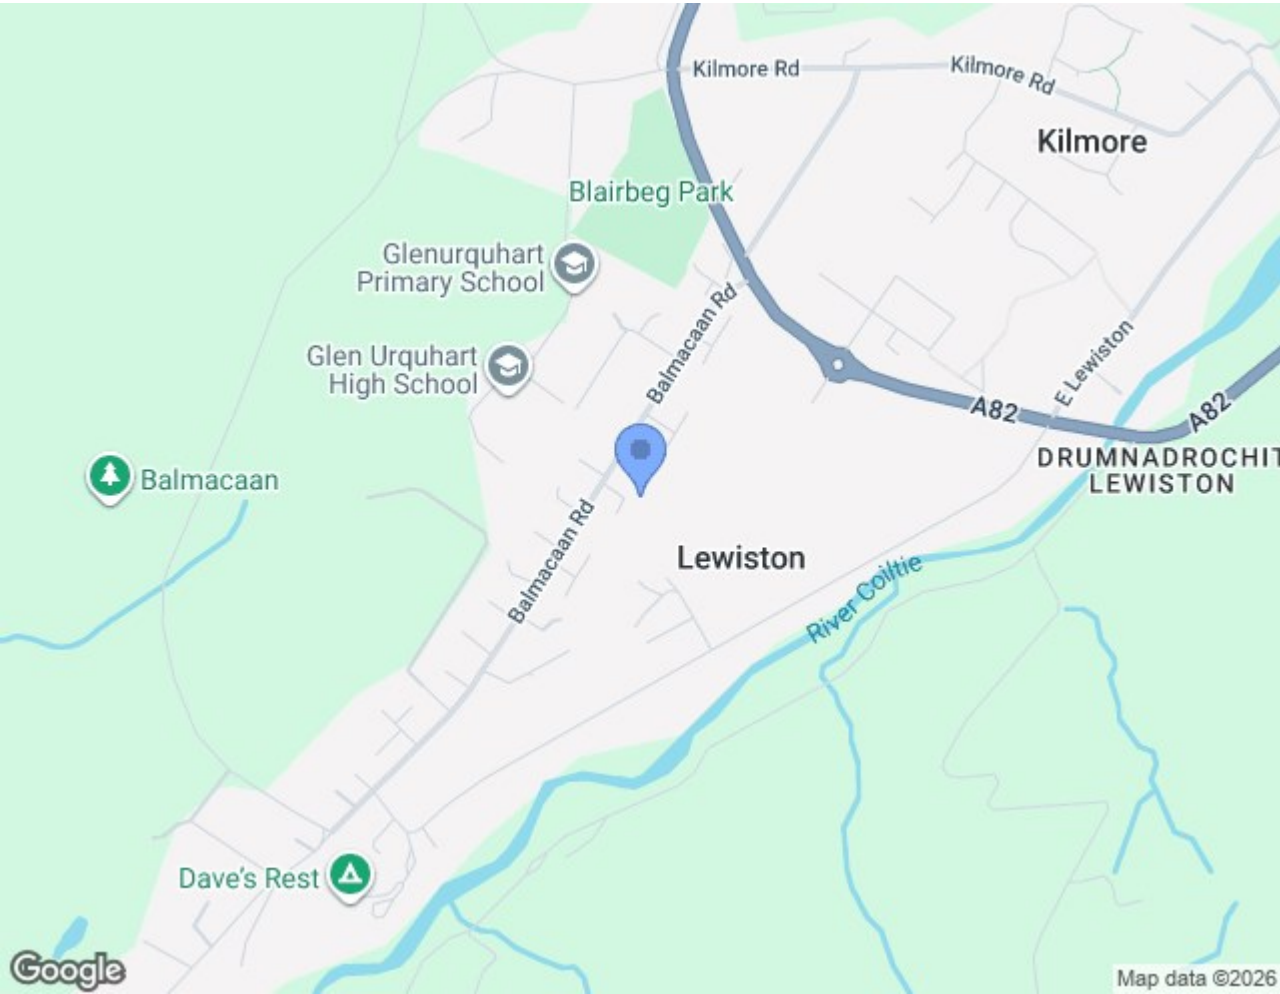 Kilmore Rd
Kilmore Rd
Kilmore
Blairbeg Park
Glenurquhart
Primary School
Balmacaan Rd
Glen Urquhart
High School
E Lewiston
A82
A82
DRUMNADROCHIT
LEWISTON
Balmacaan
Balmacaan Rd
Lewiston
River Coiltie
Dave's Rest
Google
Map data ©2026